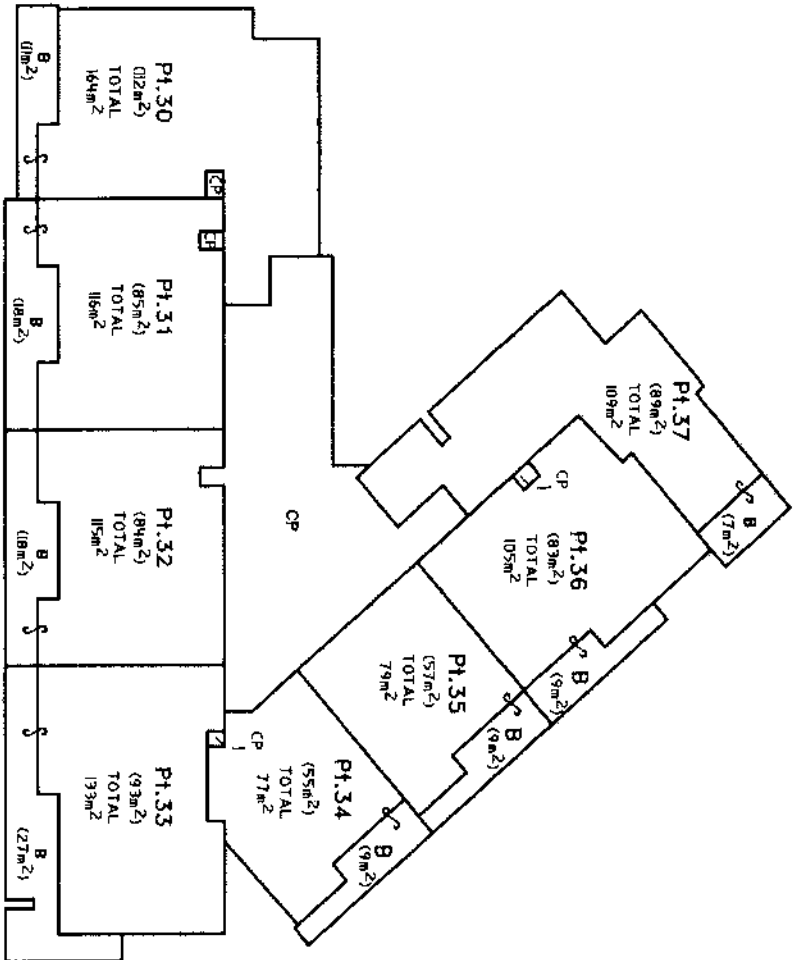 Pt.30
(112m²)
TOTAL
164m²
B
(11m²)
CP
Pt.31
(85m²)
TOTAL
116m²
B
(18m²)
CP
Pt.32
(84m²)
TOTAL
115m²
B
(18m²)
CP
Pt.33
(93m²)
TOTAL
133m²
B
(27m²)
CP
Pt.34
(55m²)
TOTAL
77m²
B
(9m²)
Pt.35
(57m²)
TOTAL
79m²
B
(9m²)
Pt.36
(83m²)
TOTAL
105m²
B
(9m²)
CP
Pt.37
(89m²)
TOTAL
109m²
B
(7m²)